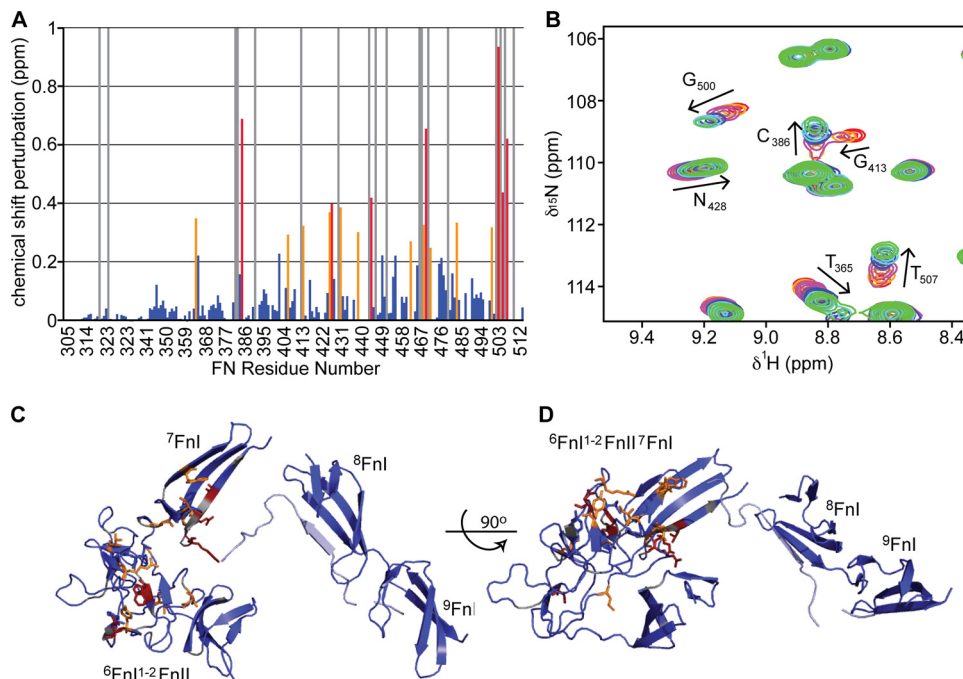 A
chemical shift perturbation (ppm)
1
0.8
0.6
0.4
0.2
0
305 314 323 323 341 350 359 368 377 386 395 404 413 422 431 440 449 458 467 476 485 494 503 512
FN Residue Number
B
106
108
110
112
114
δ15N (ppm)
G500
C386
G413
N428
T365
T507
9.4 9.2 9.0 8.8 8.6
δ1H (ppm)
C
7FnI
8FnI
9FnI
6FnI1-2FnII
90o
D
6FnI1-2FnII7FnI
8FnI
9FnI